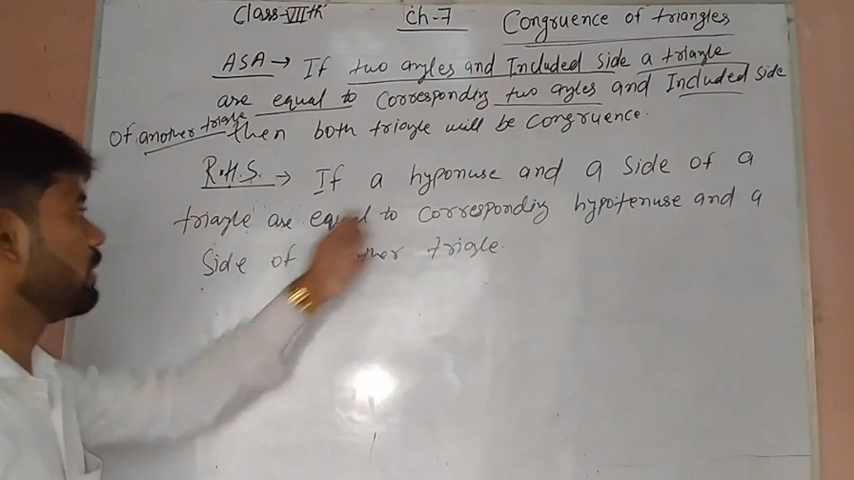 Class-VIIth Ch-7 Congruence of triangles
ASA → If two angles and Included side a triangle
are equal to Corresponding two angles and Included side
of another triangle then both triangle will be Congruence.
R.H.S. → If a hyponuse and a side of a
triangle are equal to Corresponding hypotenuse and a
Side of ther trigle.